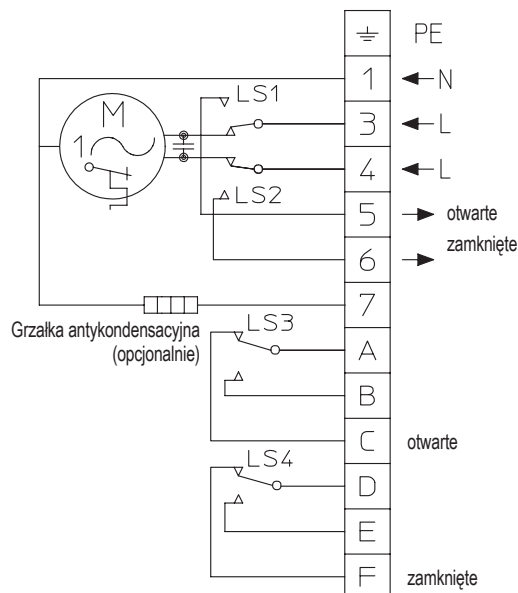 PE
1 N
LS1
M
3 L
1
4 L
LS2
5 otwarte
zamknięte
6
7
Grzałka antykondensacyjna
(opcjonalnie)
LS3
A
B
C otwarte
LS4
D
E
F zamknięte